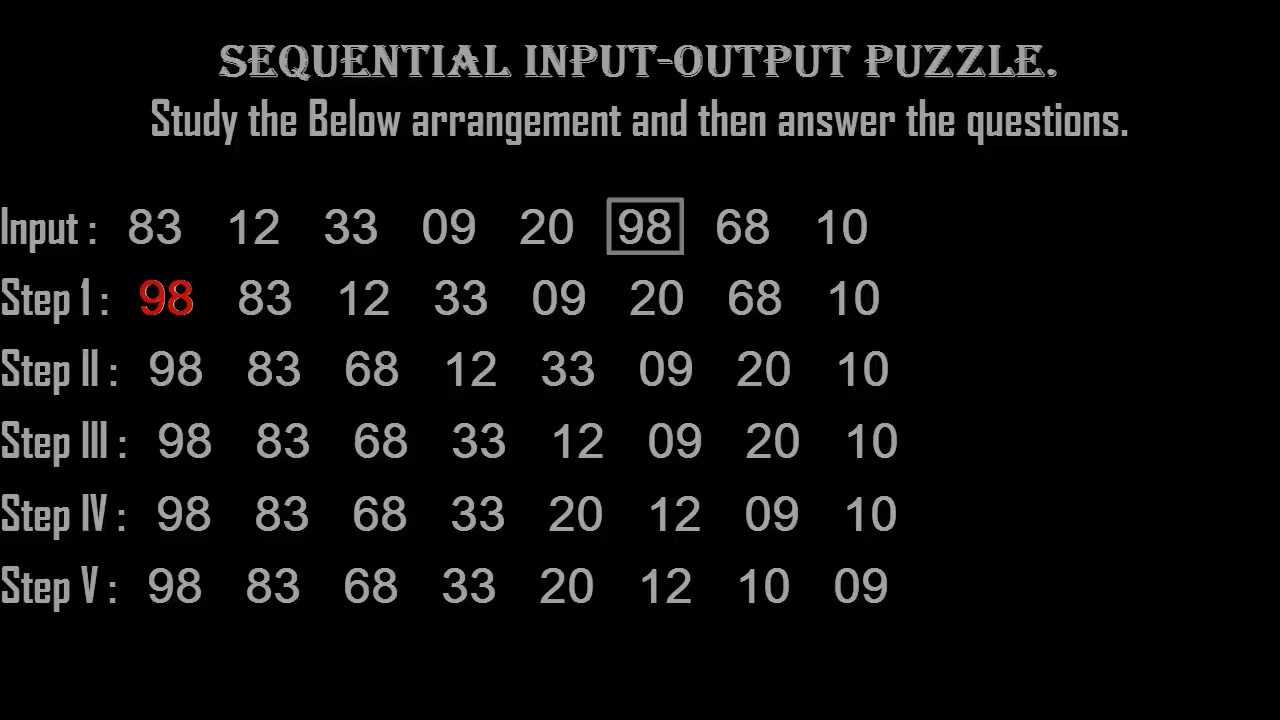 SEQUENTIAL INPUT-OUTPUT PUZZLE.
Study the Below arrangement and then answer the questions.
Input : 83 12 33 09 20 98 68 10
Step 1 : 98 83 12 33 09 20 68 10
Step II : 98 83 68 12 33 09 20 10
Step III : 98 83 68 33 12 09 20 10
Step IV : 98 83 68 33 20 12 09 10
Step V : 98 83 68 33 20 12 10 09